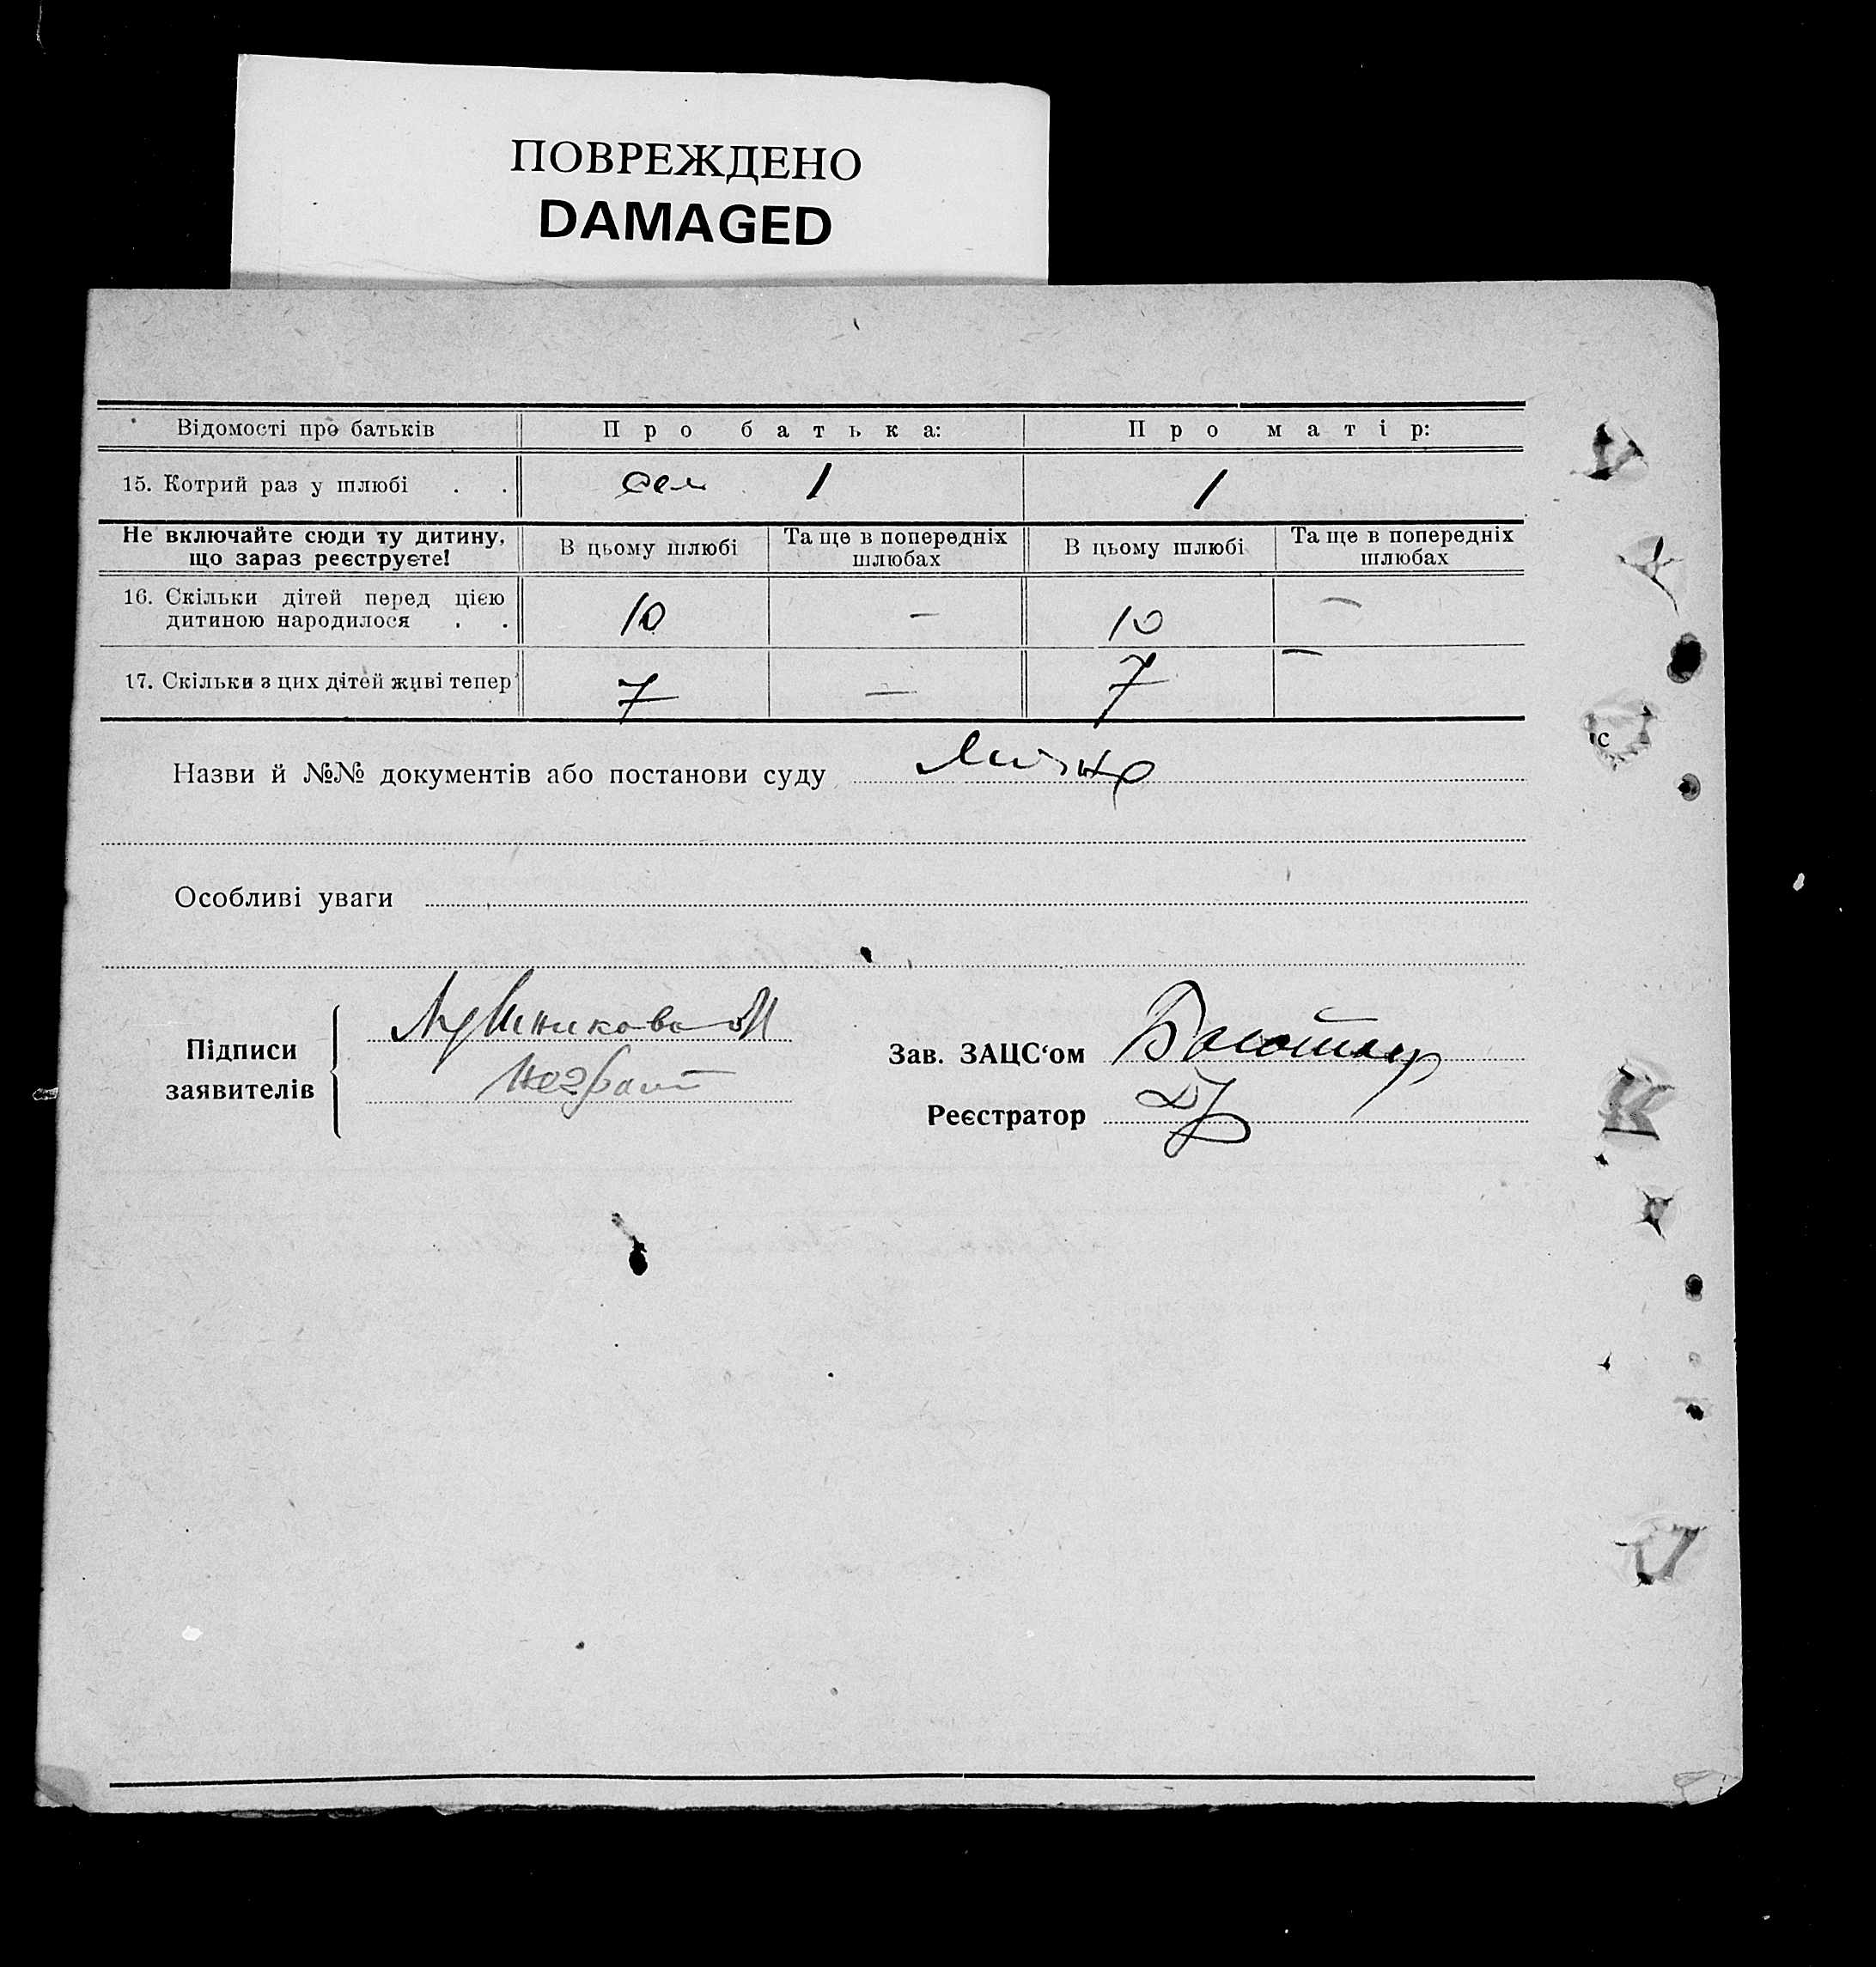 ПОВРЕЖДЕНО
DAMAGED
Відомості про батьків Про батька: Про матір:
15. Котрий раз у шлюбі . . 1 1
Не включайте сюди ту дитину, що зараз реєструєте! В цьому шлюбі Та ще в попередніх шлюбах В цьому шлюбі Та ще в попередніх шлюбах
16. Скільки дітей перед цією дитиною народилося . . 10 — 10 —
17. Скільки з цих дітей живі тепер 7 — 7 —
Назви й №№ документів або постанови суду
Особливі уваги
Підписи заявителів
Зав. ЗАЦС‘ом
Реєстратор